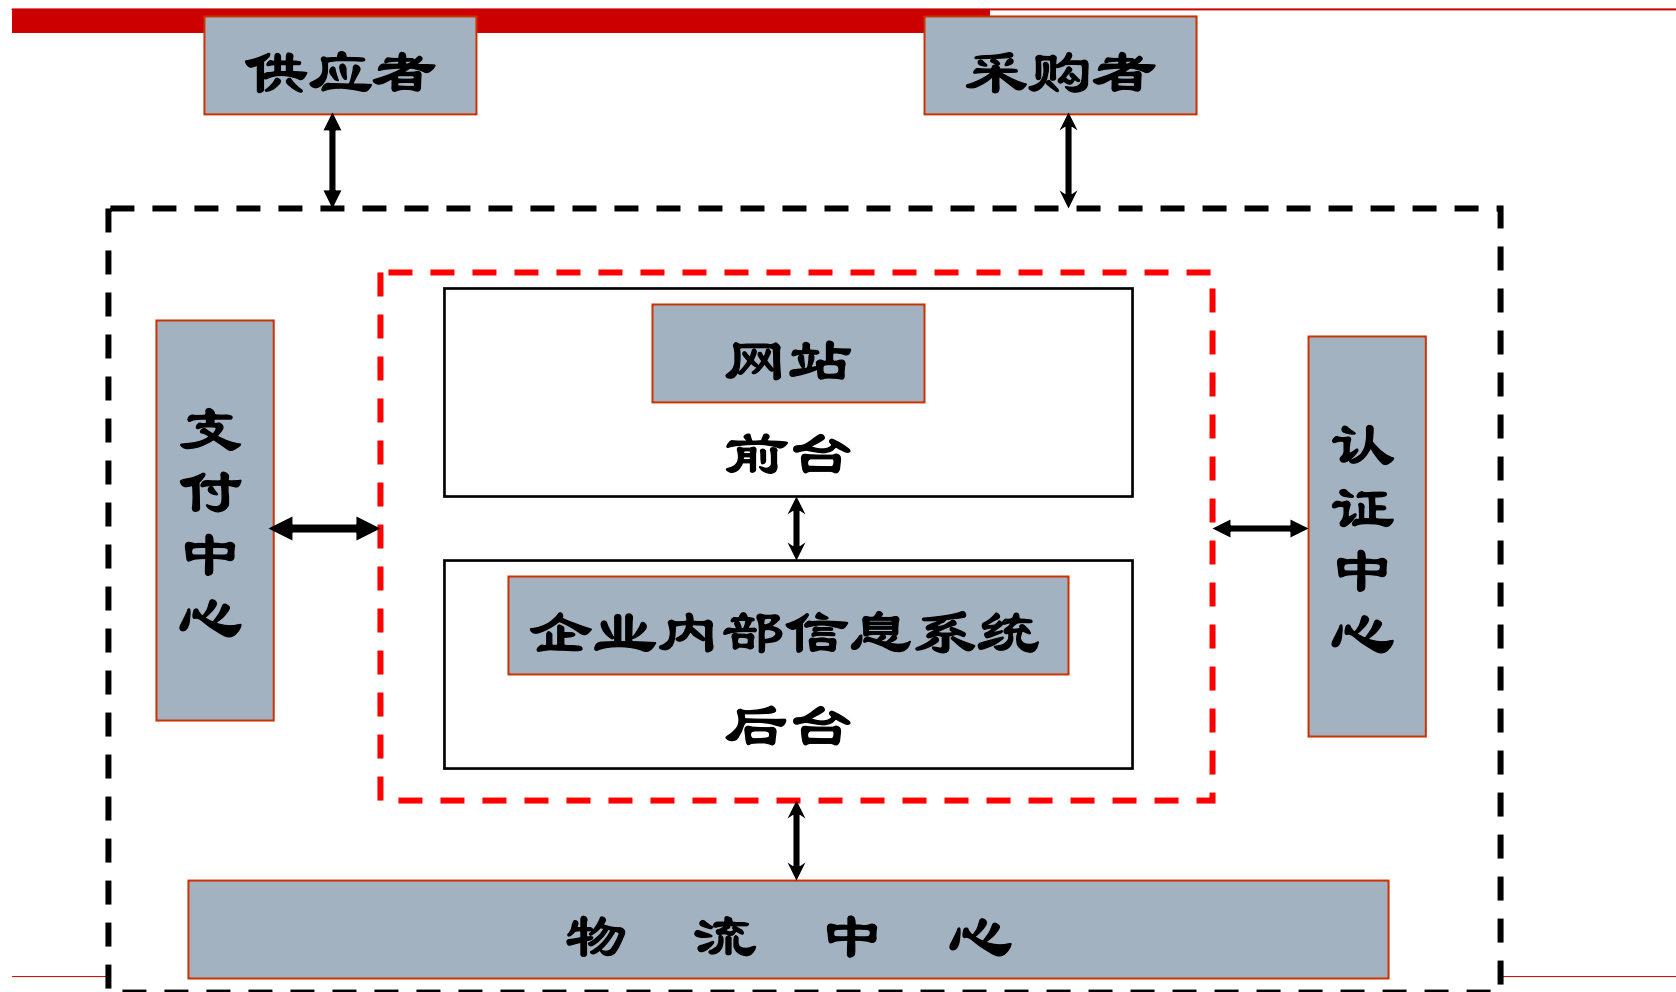 供应者
采购者
网站
前台
支付中心
认证中心
企业内部信息系统
后台
物 流 中 心